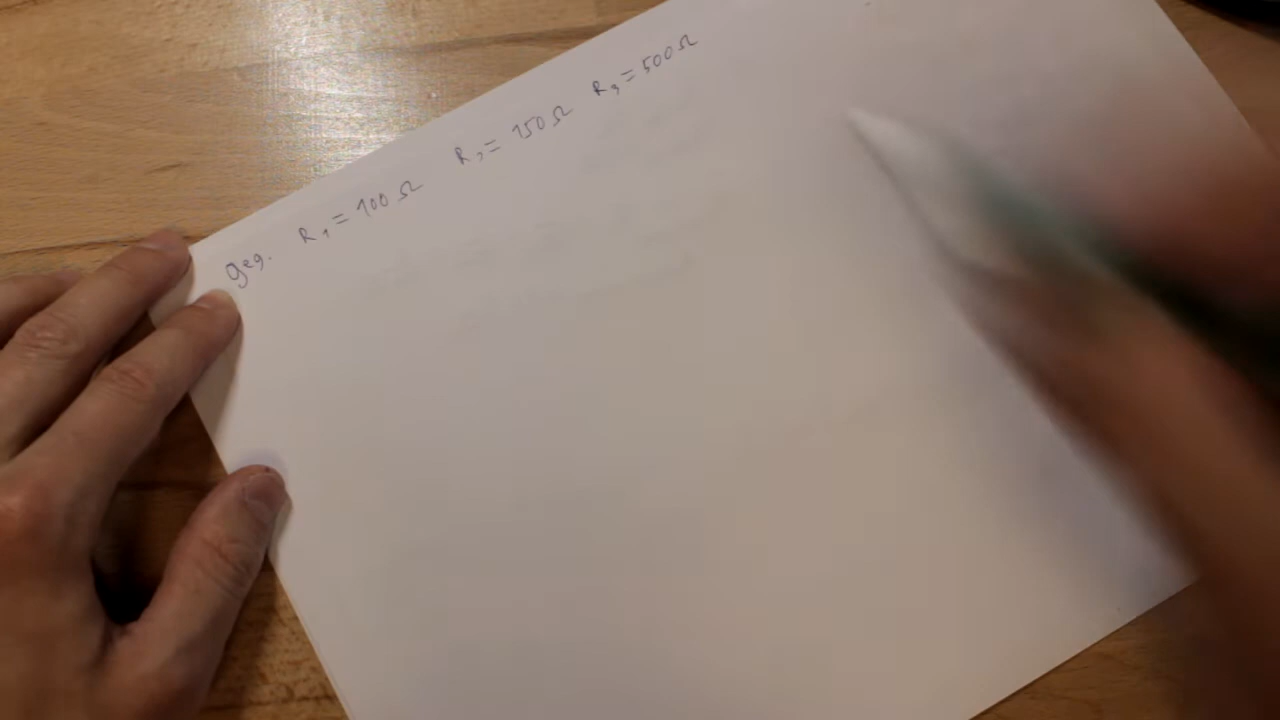 geg. R₁ = 100 Ω R₂ = 150 Ω R₃ = 500 Ω